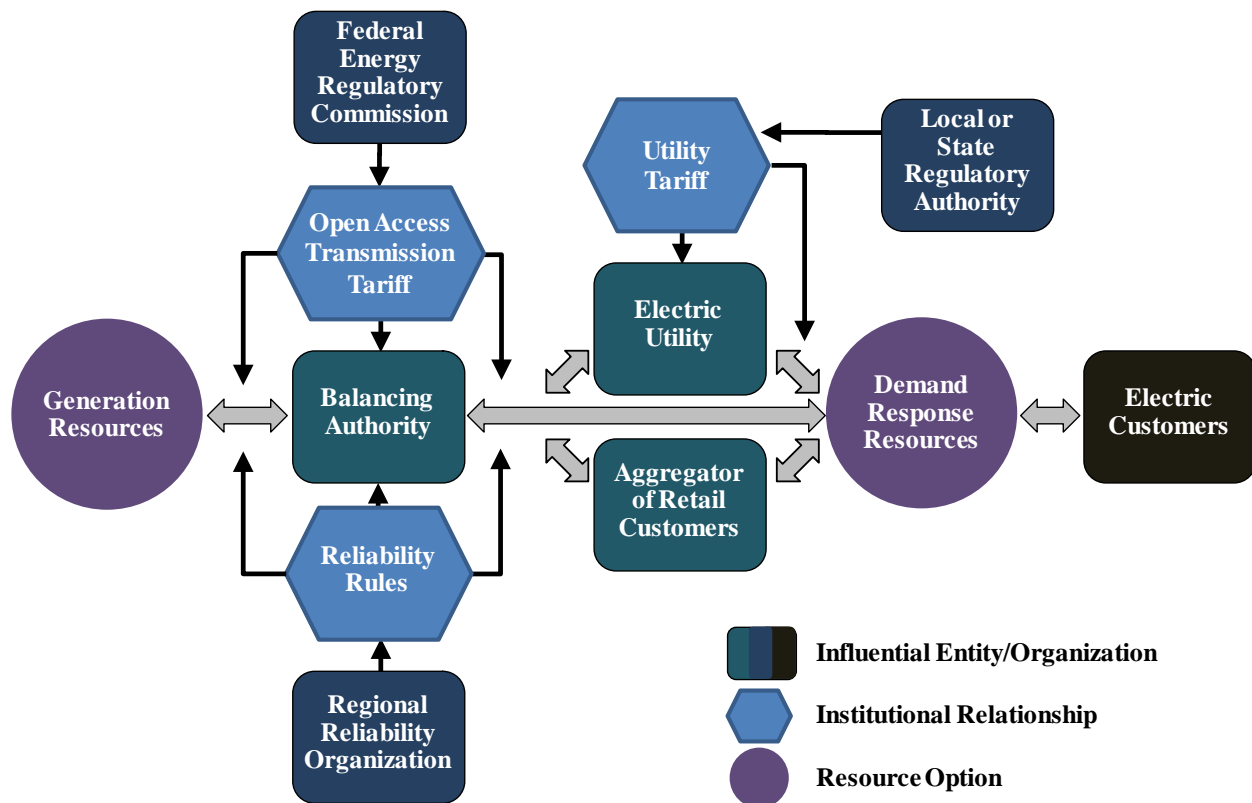 Federal
Energy
Regulatory
Commission
Utility
Tariff
Local or
State
Regulatory
Authority
Open Access
Transmission
Tariff
Electric
Utility
Generation
Resources
Balancing
Authority
Demand
Response
Resources
Electric
Customers
Aggregator
of Retail
Customers
Reliability
Rules
Regional
Reliability
Organization
Influential Entity/Organization
Institutional Relationship
Resource Option